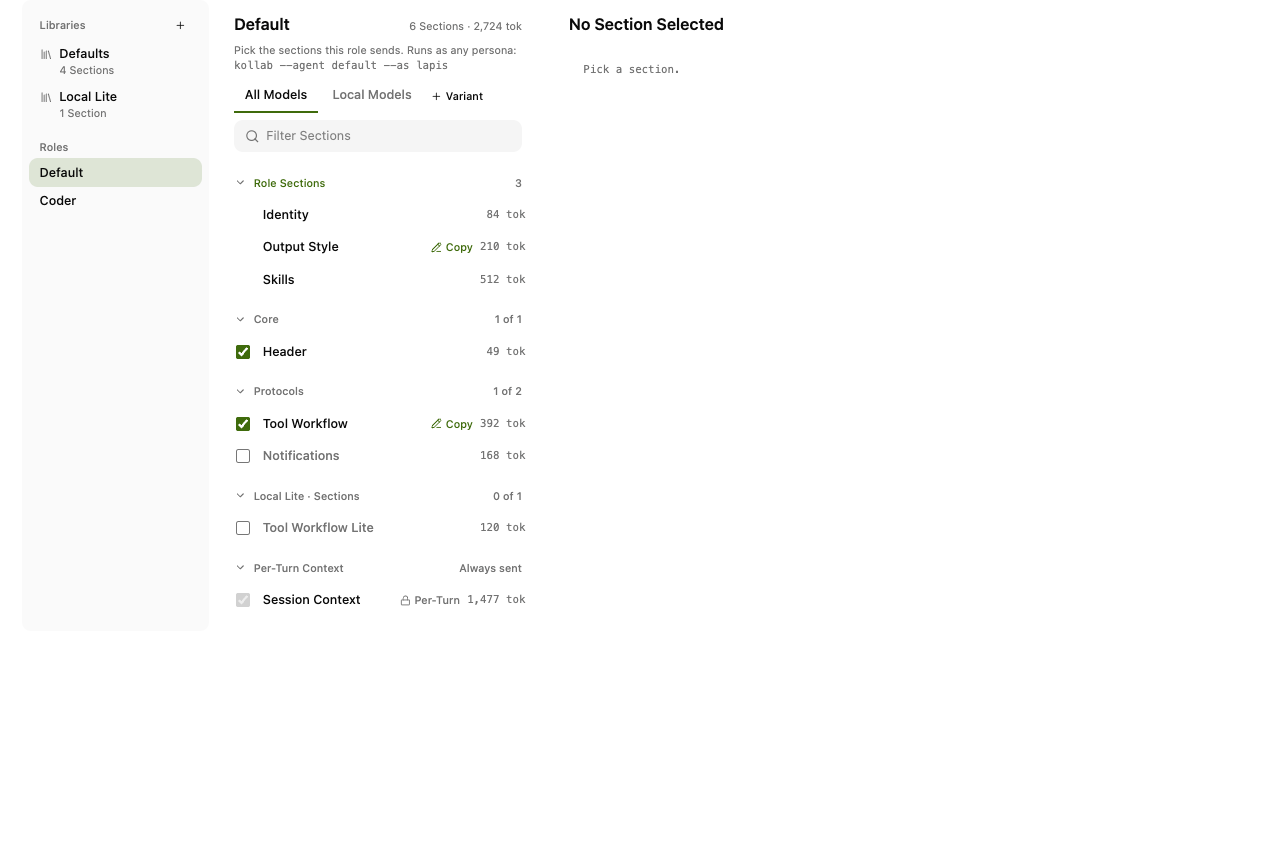 Libraries +
Defaults
4 Sections
Local Lite
1 Section
Roles
Default
Coder
Default 6 Sections · 2,724 tok
Pick the sections this role sends. Runs as any persona:
kollab --agent default --as lapis
All Models Local Models + Variant
Filter Sections
Role Sections 3
Identity 84 tok
Output Style Copy 210 tok
Skills 512 tok
Core 1 of 1
Header 49 tok
Protocols 1 of 2
Tool Workflow Copy 392 tok
Notifications 168 tok
Local Lite · Sections 0 of 1
Tool Workflow Lite 120 tok
Per-Turn Context Always sent
Session Context Per-Turn 1,477 tok
No Section Selected
Pick a section.